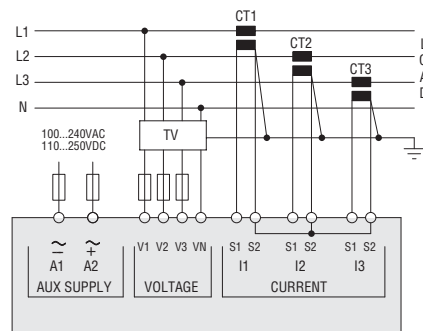 CT1
L1
CT2
L2
CT3
L3
N
L
O
A
D
100...240VAC
110...250VDC
TV
V1 V2 V3 VN S1 S2 S1 S2 S1 S2
A1 A2 I1 I2 I3
AUX SUPPLY VOLTAGE CURRENT